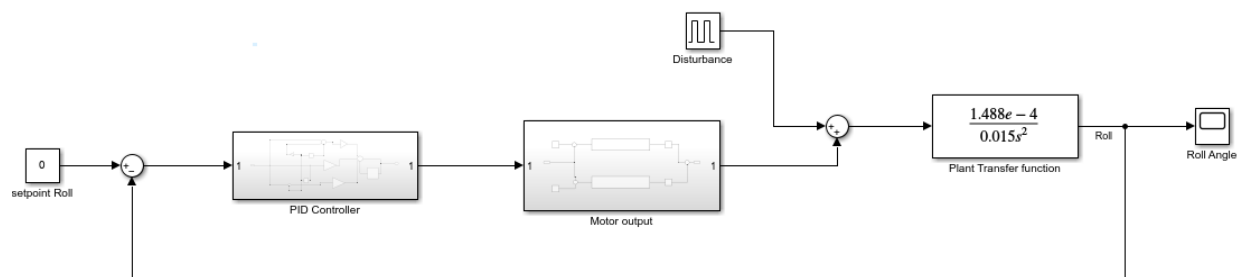 Disturbance
1.488e − 4
0.015s²
Plant Transfer function
Roll
Roll Angle
0
setpoint Roll
+
−
1
1
PID Controller
1
1
Motor output
+
+